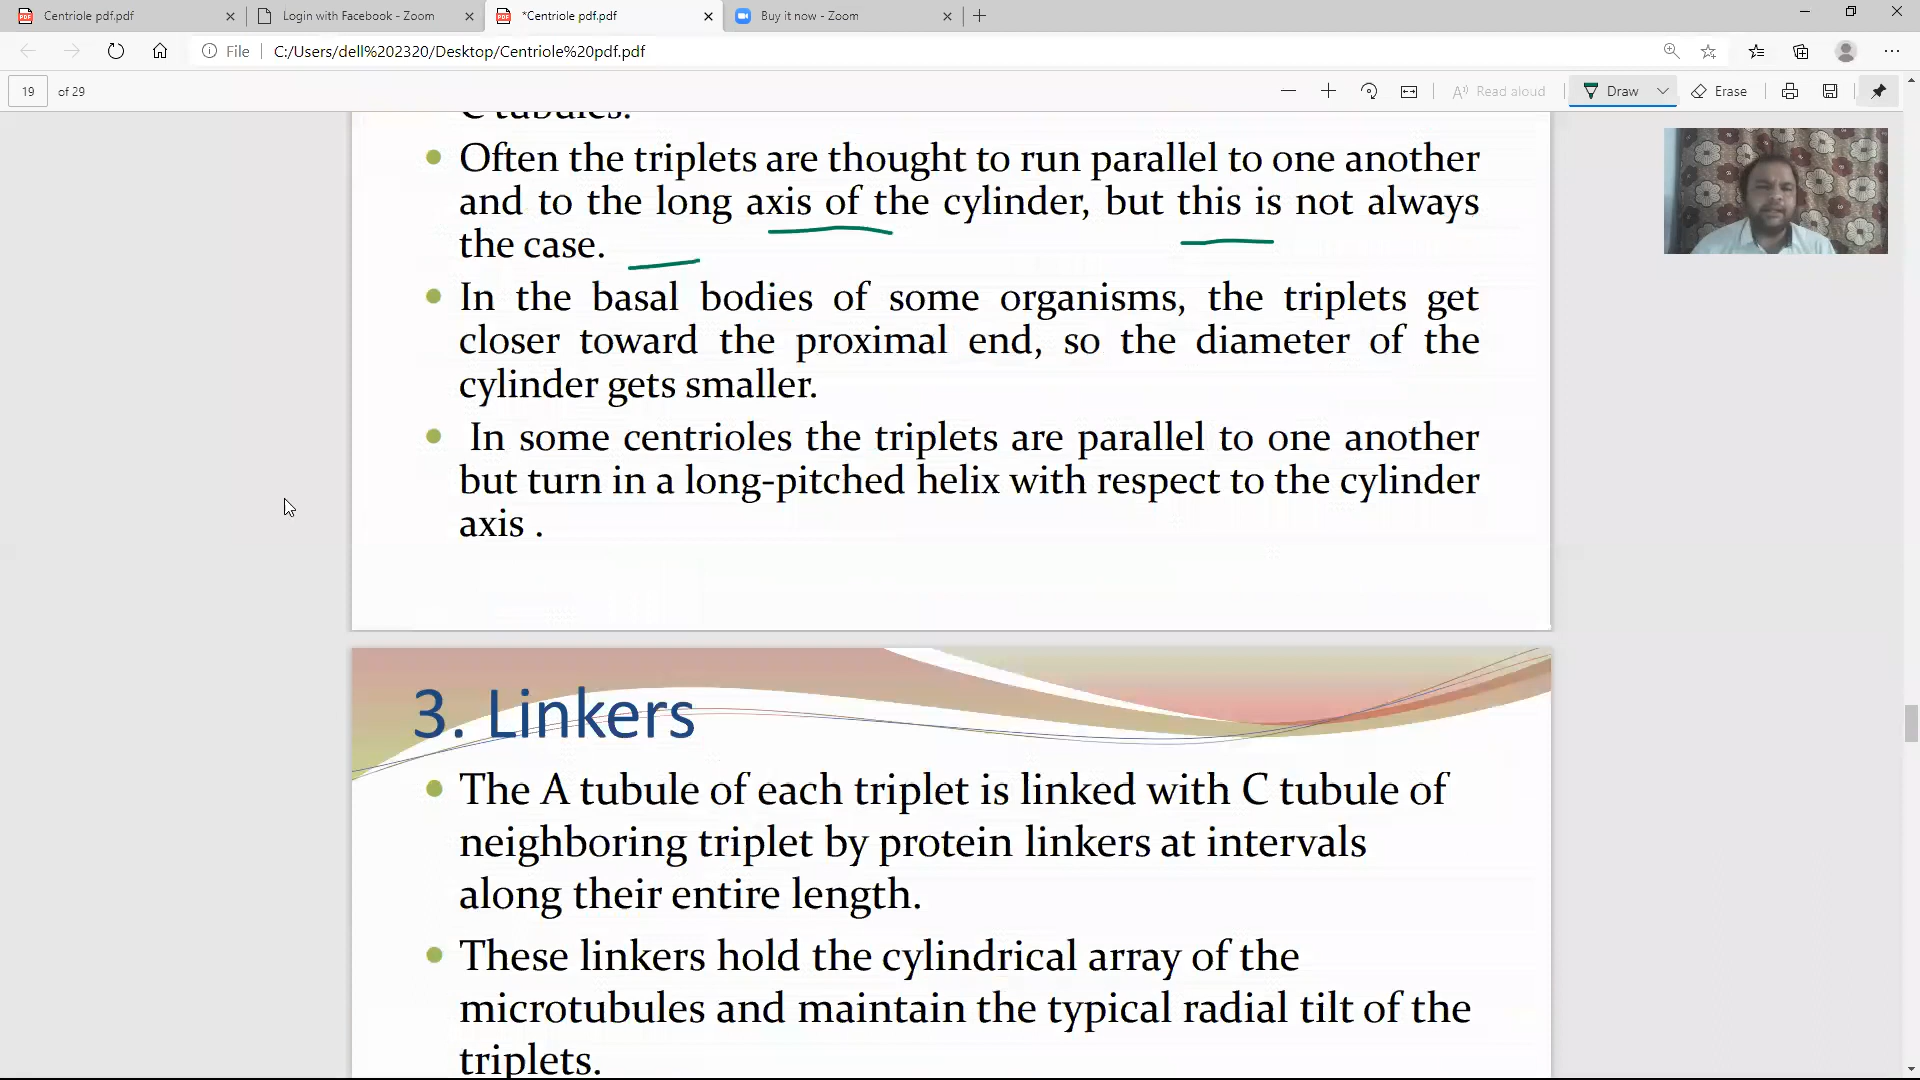 Centriole pdf.pdf
Login with Facebook - Zoom
*Centriole pdf.pdf
Buy it now - Zoom
File
C:/Users/dell%202320/Desktop/Centriole%20pdf.pdf
19 of 29
Read aloud
Draw
Erase
C tubules.
Often the triplets are thought to run parallel to one another
and to the long axis of the cylinder, but this is not always
the case.
In the basal bodies of some organisms, the triplets get
closer toward the proximal end, so the diameter of the
cylinder gets smaller.
In some centrioles the triplets are parallel to one another
but turn in a long-pitched helix with respect to the cylinder
axis .
3. Linkers
The A tubule of each triplet is linked with C tubule of
neighboring triplet by protein linkers at intervals
along their entire length.
These linkers hold the cylindrical array of the
microtubules and maintain the typical radial tilt of the
triplets.